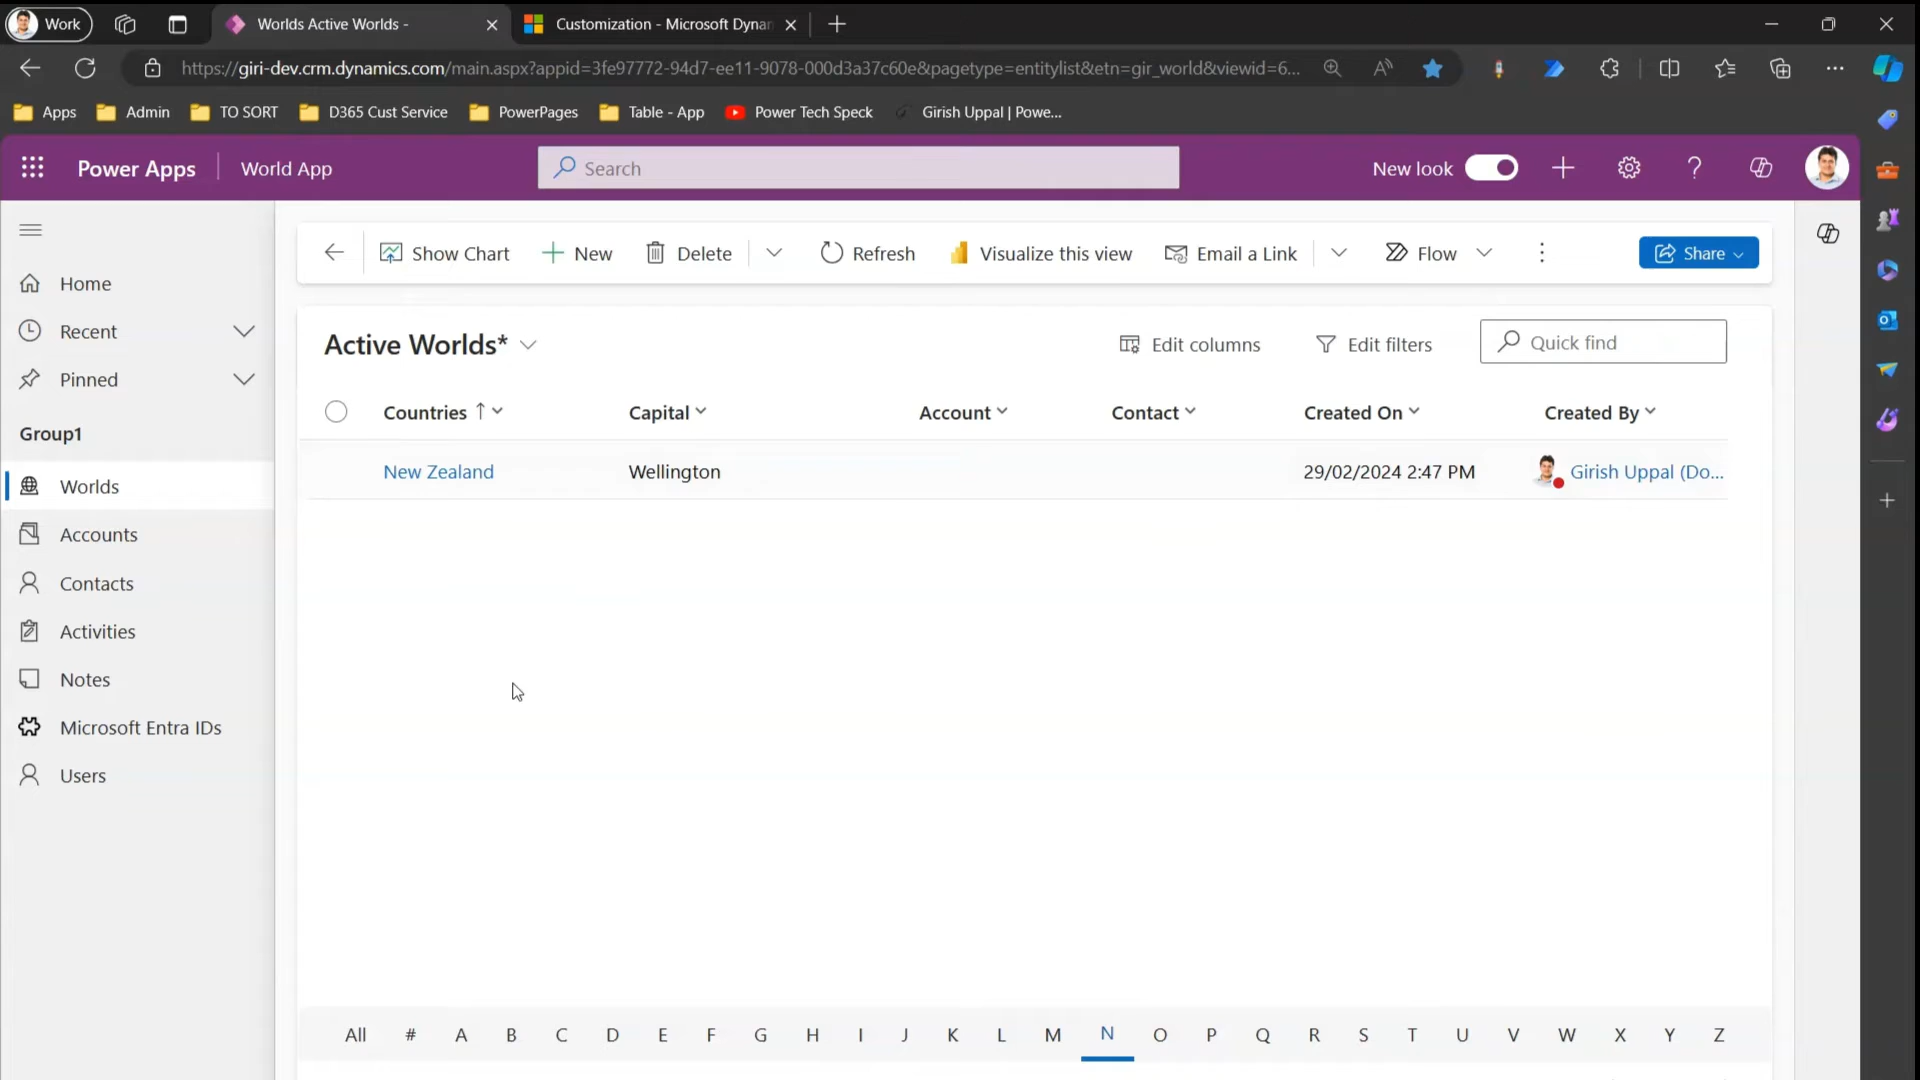 Work
Worlds Active Worlds -
Customization - Microsoft Dynar
https://giri-dev.crm.dynamics.com/main.aspx?appid=3fe97772-94d7-ee11-9078-000d3a37c60e&pagetype=entitylist&etn=gir_world&viewid=6...
Apps Admin TO SORT D365 Cust Service PowerPages Table - App Power Tech Speck Girish Uppal | Powe...
Power Apps World App Search New look
Show Chart New Delete Refresh Visualize this view Email a Link Flow Share
Home
Recent
Pinned
Group1
Worlds
Accounts
Contacts
Activities
Notes
Microsoft Entra IDs
Users
Active Worlds* Edit columns Edit filters Quick find
Countries Capital Account Contact Created On Created By
New Zealand Wellington 29/02/2024 2:47 PM Girish Uppal (Do...
All # A B C D E F G H I J K L M N O P Q R S T U V W X Y Z